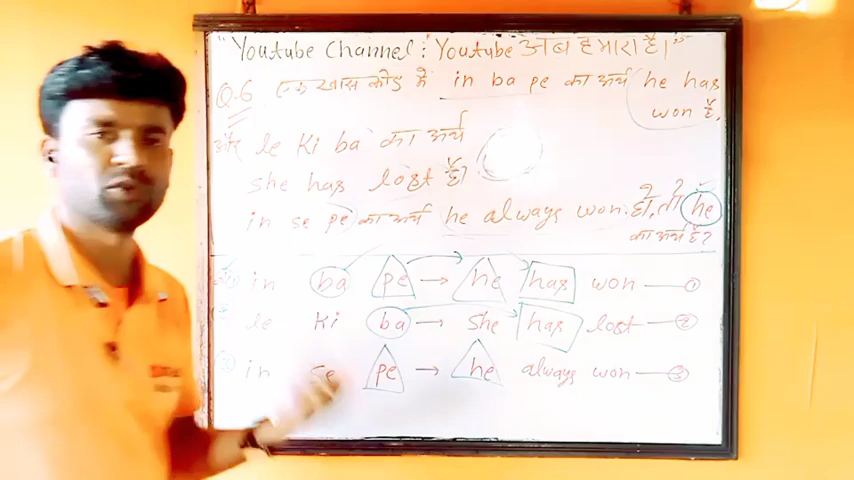 "Youtube Channel: Youtube अब हमारा है।"
Q.6 एक खास कोड में in ba pe का अर्थ he has
won है,
और le ki ba का अर्थ
she has lost है।
in se pe का अर्थ he always won. हो, तो he
का अर्थ है?
in ba pe → he has won — ①
le ki ba → she has lost — ②
in se pe → he always won — ③